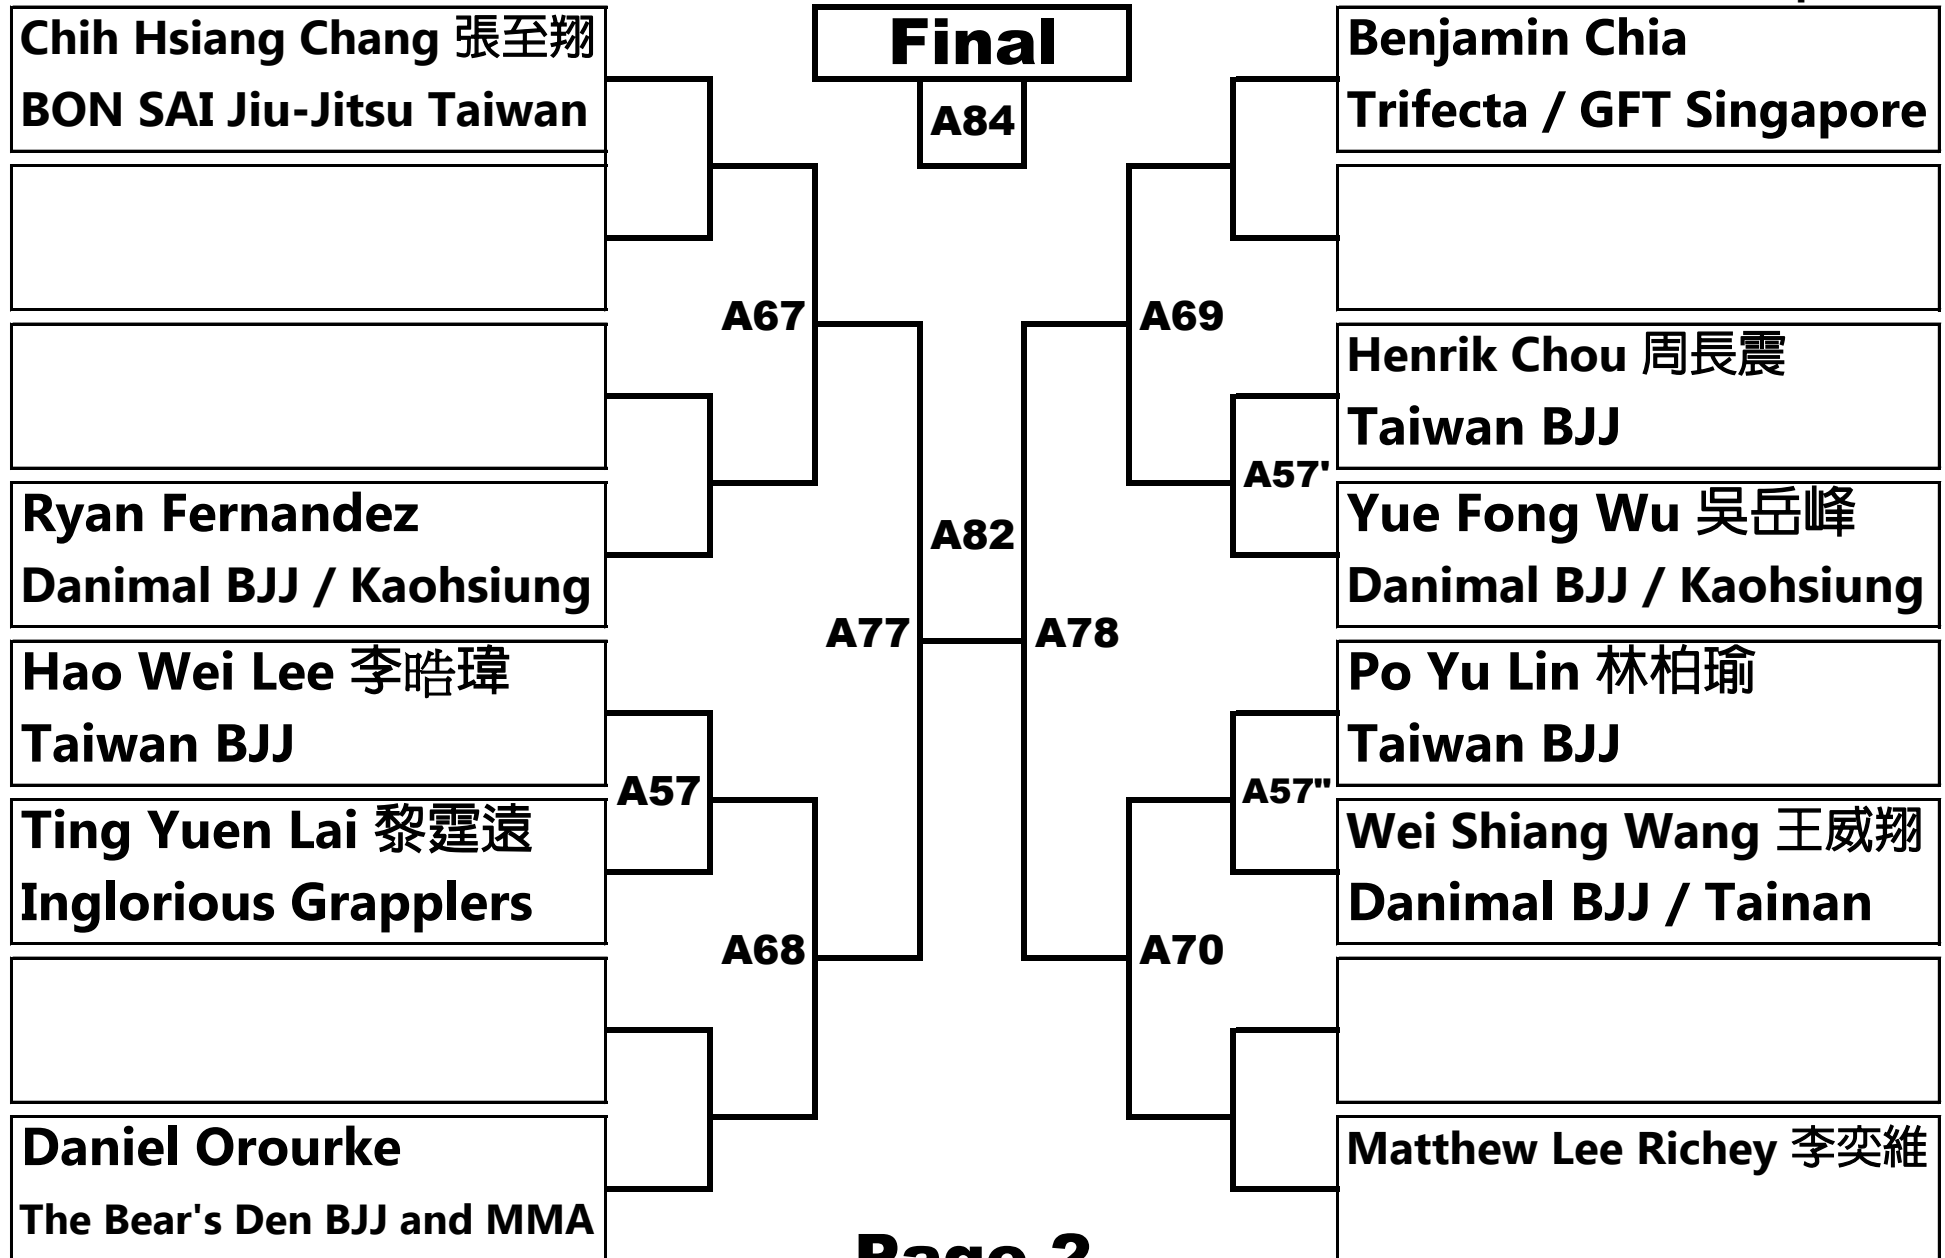 Chih Hsiang Chang 張至翔
BON SAI Jiu-Jitsu Taiwan
Ryan Fernandez
Danimal BJJ / Kaohsiung
Hao Wei Lee 李晧瑋
Taiwan BJJ
Ting Yuen Lai 黎霆遠
Inglorious Grapplers
Daniel Orourke
The Bear's Den BJJ and MMA
A67
A57
A68
A77
Final
A84
A82
A78
A69
A57'
A57"
A70
Benjamin Chia
Trifecta / GFT Singapore
Henrik Chou 周長震
Taiwan BJJ
Yue Fong Wu 吳岳峰
Danimal BJJ / Kaohsiung
Po Yu Lin 林柏瑜
Taiwan BJJ
Wei Shiang Wang 王威翔
Danimal BJJ / Tainan
Matthew Lee Richey 李奕維
Page 2